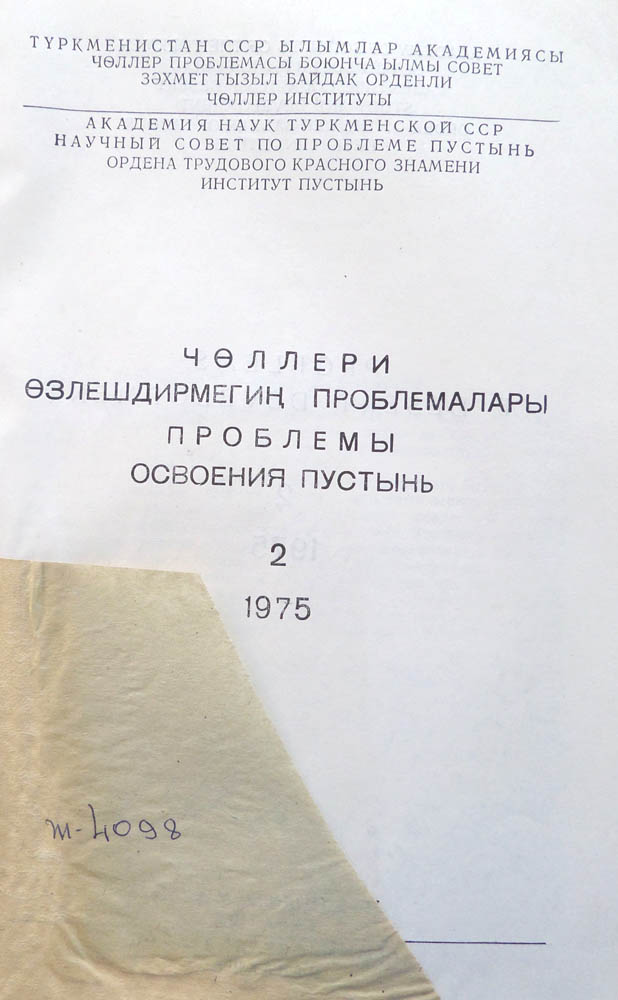 ТҮРКМЕНИСТАН ССР ЫЛЫМЛАР АКАДЕМИЯСЫ
ЧӨЛЛЕР ПРОБЛЕМАСЫ БОЮНЧА ЫЛМЫ СОВЕТ
ЗӘХМЕТ ГЫЗЫЛ БАЙДАК ОРДЕНЛИ
ЧӨЛЛЕР ИНСТИТУТЫ
АКАДЕМИЯ НАУК ТУРКМЕНСКОЙ ССР
НАУЧНЫЙ СОВЕТ ПО ПРОБЛЕМЕ ПУСТЫНЬ
ОРДЕНА ТРУДОВОГО КРАСНОГО ЗНАМЕНИ
ИНСТИТУТ ПУСТЫНЬ
ЧӨЛЛЕРИ
ӨЗЛЕШДИРМЕГИҢ ПРОБЛЕМАЛАРЫ
ПРОБЛЕМЫ
ОСВОЕНИЯ ПУСТЫНЬ
2
1975
ж-4098